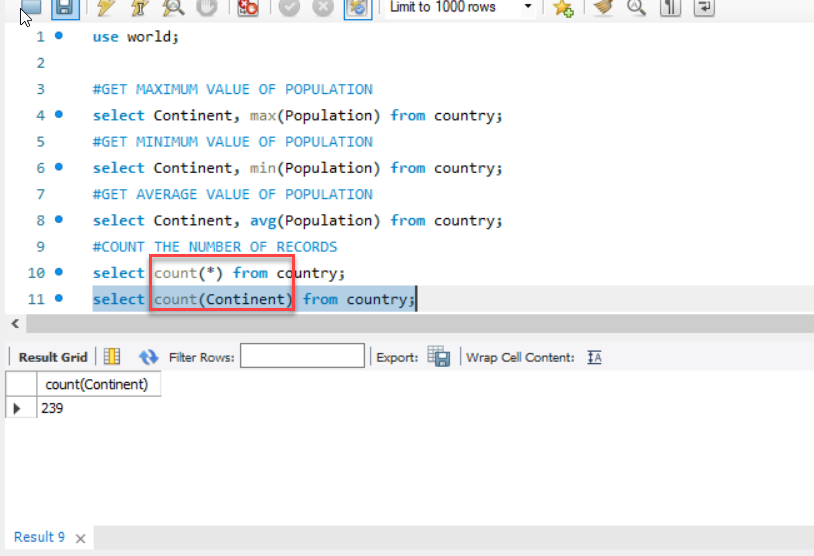 Limit to 1000 rows
1 use world;
2
3 #GET MAXIMUM VALUE OF POPULATION
4 select Continent, max(Population) from country;
5 #GET MINIMUM VALUE OF POPULATION
6 select Continent, min(Population) from country;
7 #GET AVERAGE VALUE OF POPULATION
8 select Continent, avg(Population) from country;
9 #COUNT THE NUMBER OF RECORDS
10 select count(*) from country;
11 select count(Continent) from country;
Result Grid Filter Rows: Export: Wrap Cell Content: IA
count(Continent)
239
Result 9